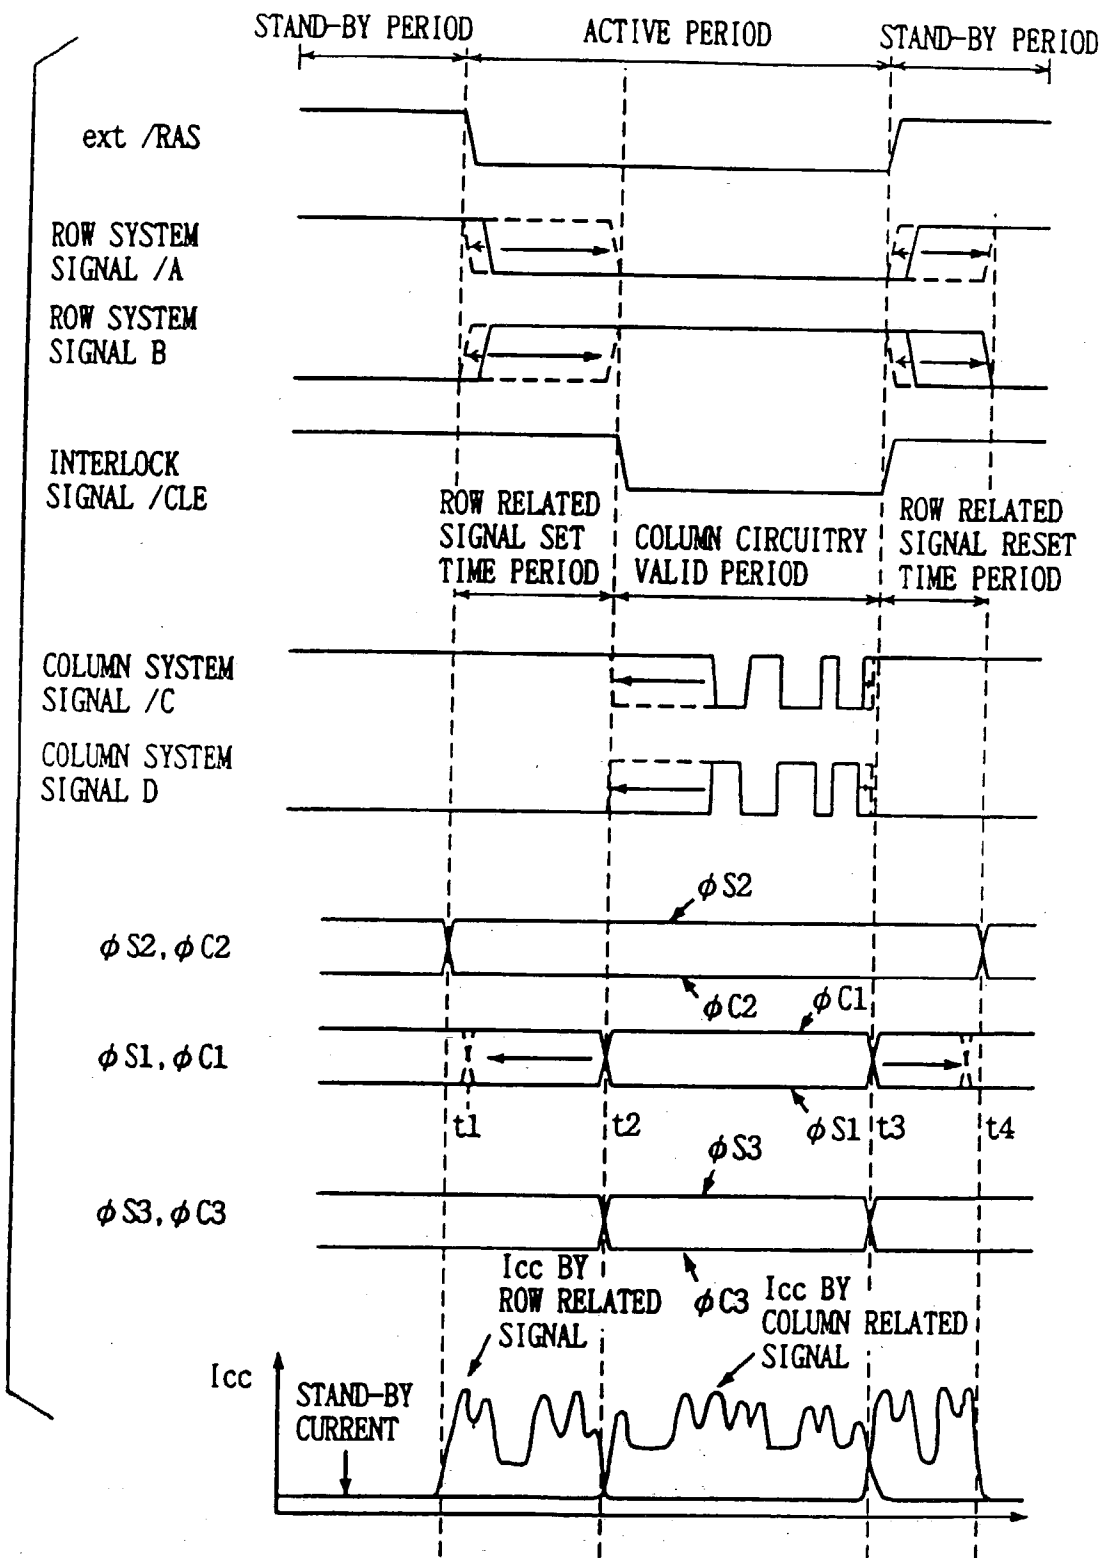 STAND-BY PERIOD
ACTIVE PERIOD
STAND-BY PERIOD
ext /RAS
ROW SYSTEM
SIGNAL /A
ROW SYSTEM
SIGNAL B
INTERLOCK
SIGNAL /CLE
ROW RELATED
SIGNAL SET
TIME PERIOD
COLUMN CIRCUITRY
VALID PERIOD
ROW RELATED
SIGNAL RESET
TIME PERIOD
COLUMN SYSTEM
SIGNAL /C
COLUMN SYSTEM
SIGNAL D
φS2
φS2, φC2
φC2
φC1
φS1, φC1
t1
t2
φS1
t3
t4
φS3
φS3, φC3
φC3
Icc BY
ROW RELATED
SIGNAL
Icc BY
COLUMN RELATED
SIGNAL
Icc
STAND-BY
CURRENT